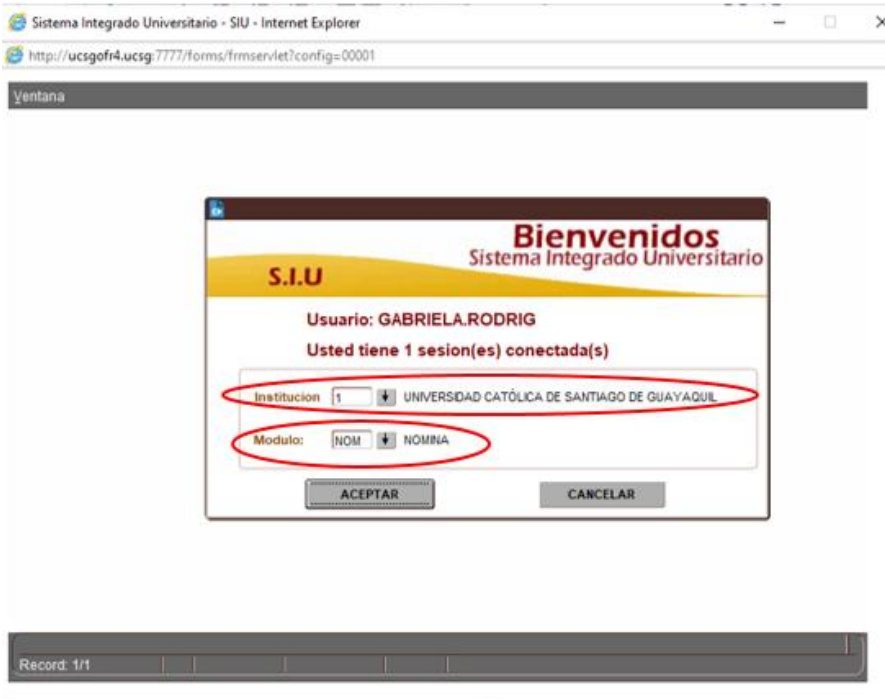 Sistema Integrado Universitario - SIU - Internet Explorer
http://ucsgofr4.ucsg:7777/forms/frmservlet?config=00001
Ventana
Bienvenidos
Sistema Integrado Universitario
S.I.U
Usuario: GABRIELA.RODRIG
Usted tiene 1 sesion(es) conectada(s)
Institucion 1 UNIVERSIDAD CATÓLICA DE SANTIAGO DE GUAYAQUIL
Modulo: NOM NOMINA
ACEPTAR CANCELAR
Record: 1/1